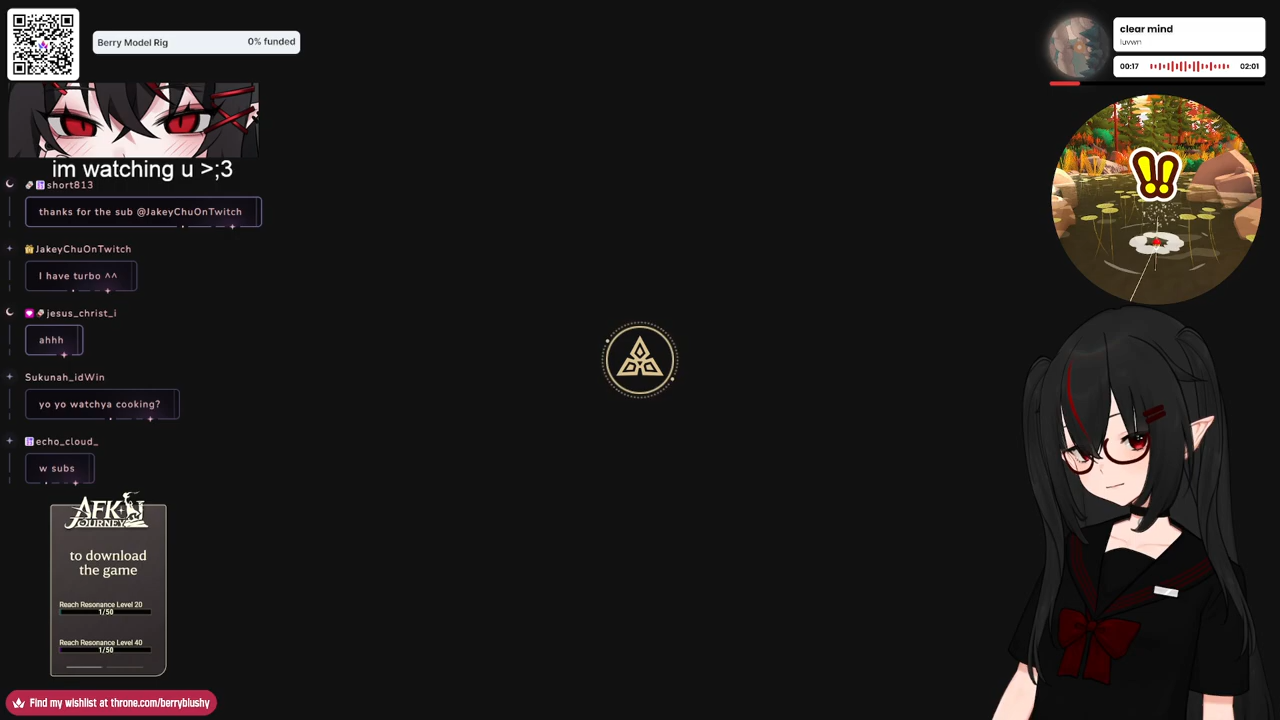 Berry Model Rig 0% funded
im watching u >;3
short813
thanks for the sub @JakeyChuOnTwitch
JakeyChuOnTwitch
I have turbo ^^
jesus_christ_i
ahhh
Sukunah_idWin
yo yo watchya cooking?
echo_cloud_
w subs
AFK
JOURNEY
to download
the game
Reach Resonance Level 20
1/50
Reach Resonance Level 40
1/50
Find my wishlist at throne.com/berryblushy
clear mind
luvwn
00:17 02:01
!!